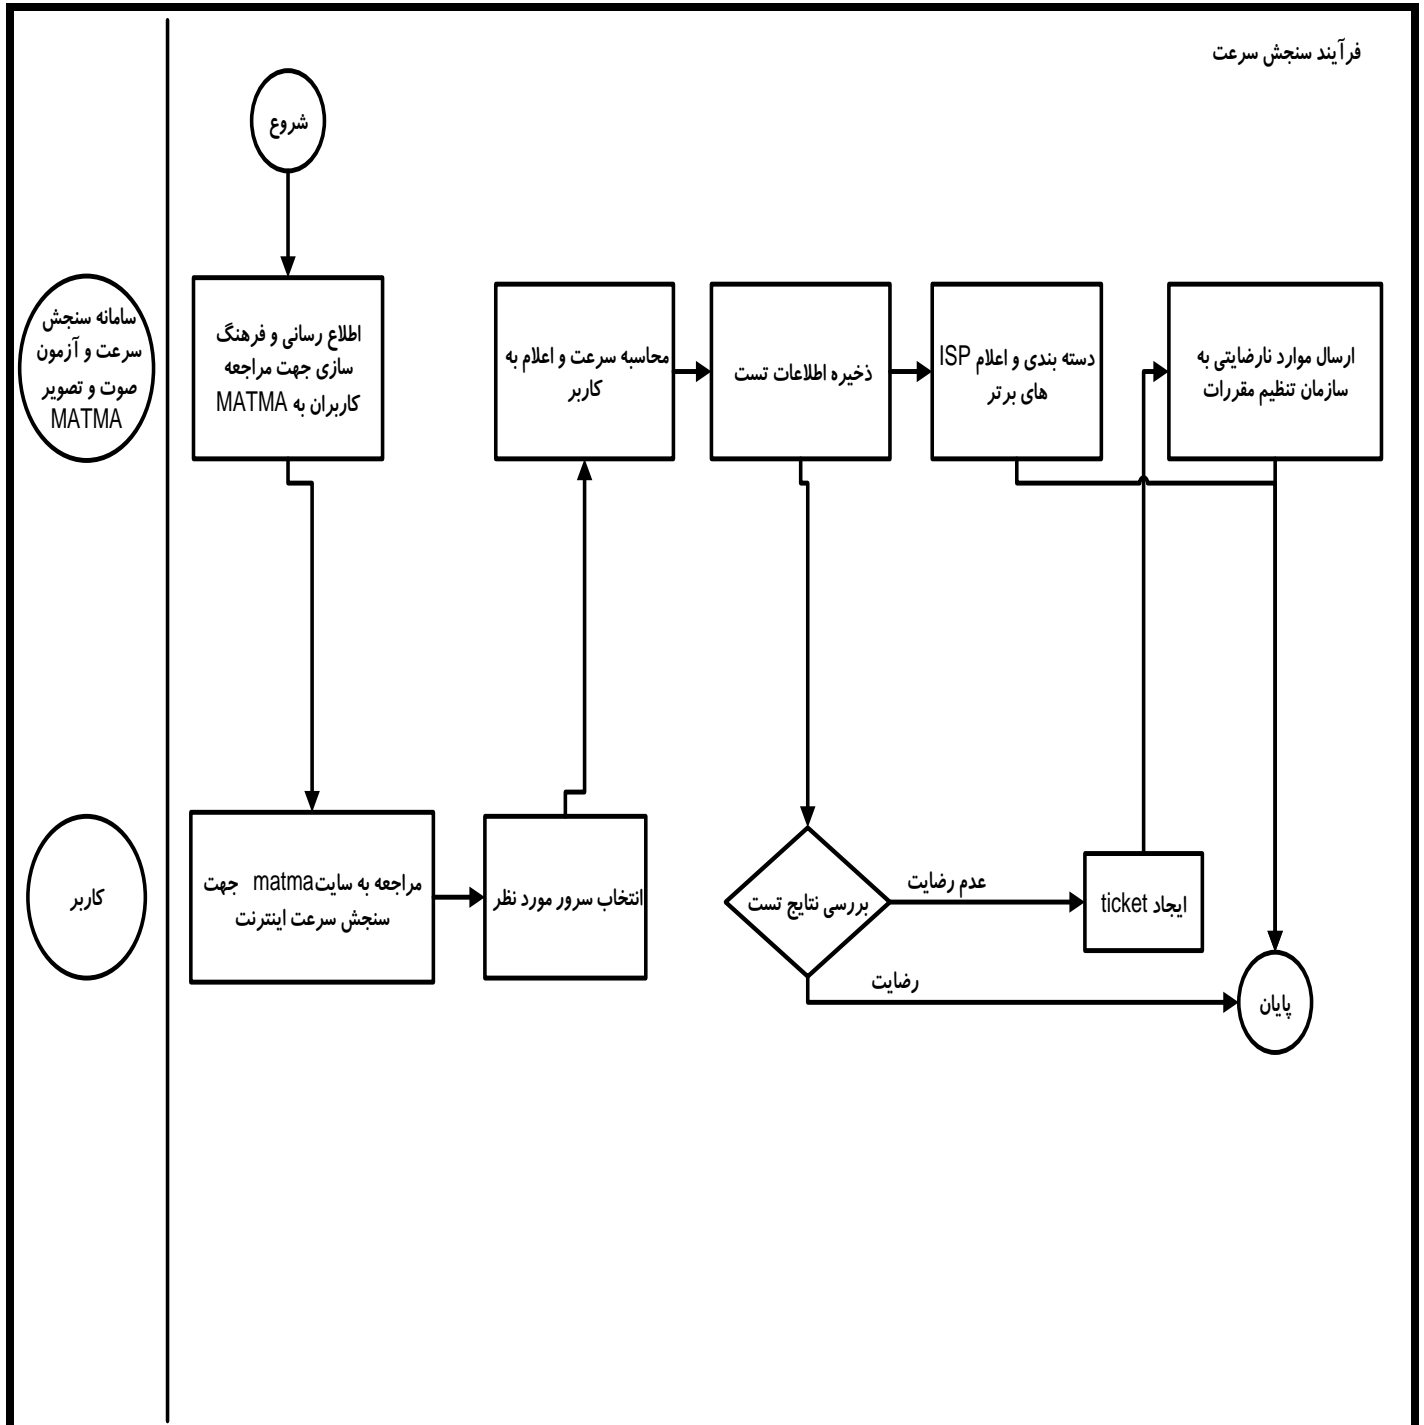 فرآیند سنجش سرعت
شروع
سامانه سنجش
سرعت و آزمون
صوت و تصویر
MATMA
اطلاع رسانی و فرهنگ
سازی جهت مراجعه
کاربران به MATMA
محاسبه سرعت و اعلام به
کاربر
ذخیره اطلاعات تست
دسته بندی و اعلام ISP
های برتر
ارسال موارد نارضایتی به
سازمان تنظیم مقررات
کاربر
مراجعه به سایت matma جهت
سنجش سرعت اینترنت
انتخاب سرور مورد نظر
بررسی نتایج تست
عدم رضایت
ایجاد ticket
رضایت
پایان